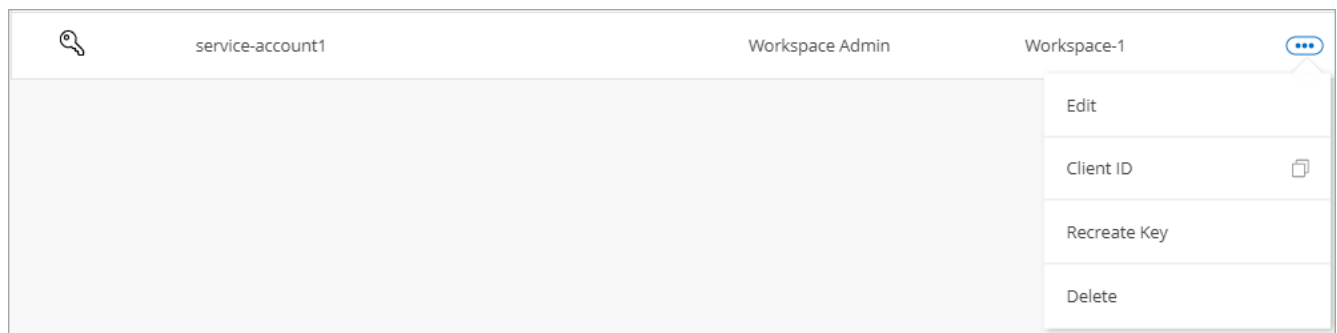 service-account1 Workspace Admin Workspace-1
Edit
Client ID
Recreate Key
Delete